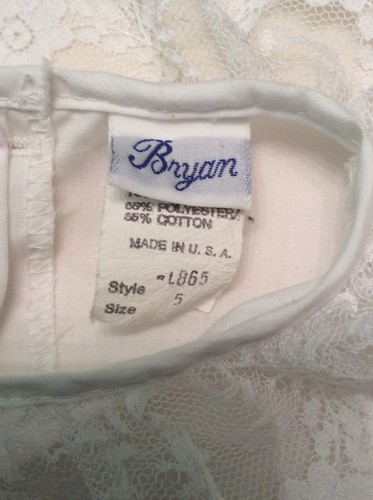 Bryan
65% POLYESTER/
35% COTTON
MADE IN U. S. A.
Style L865
Size 5